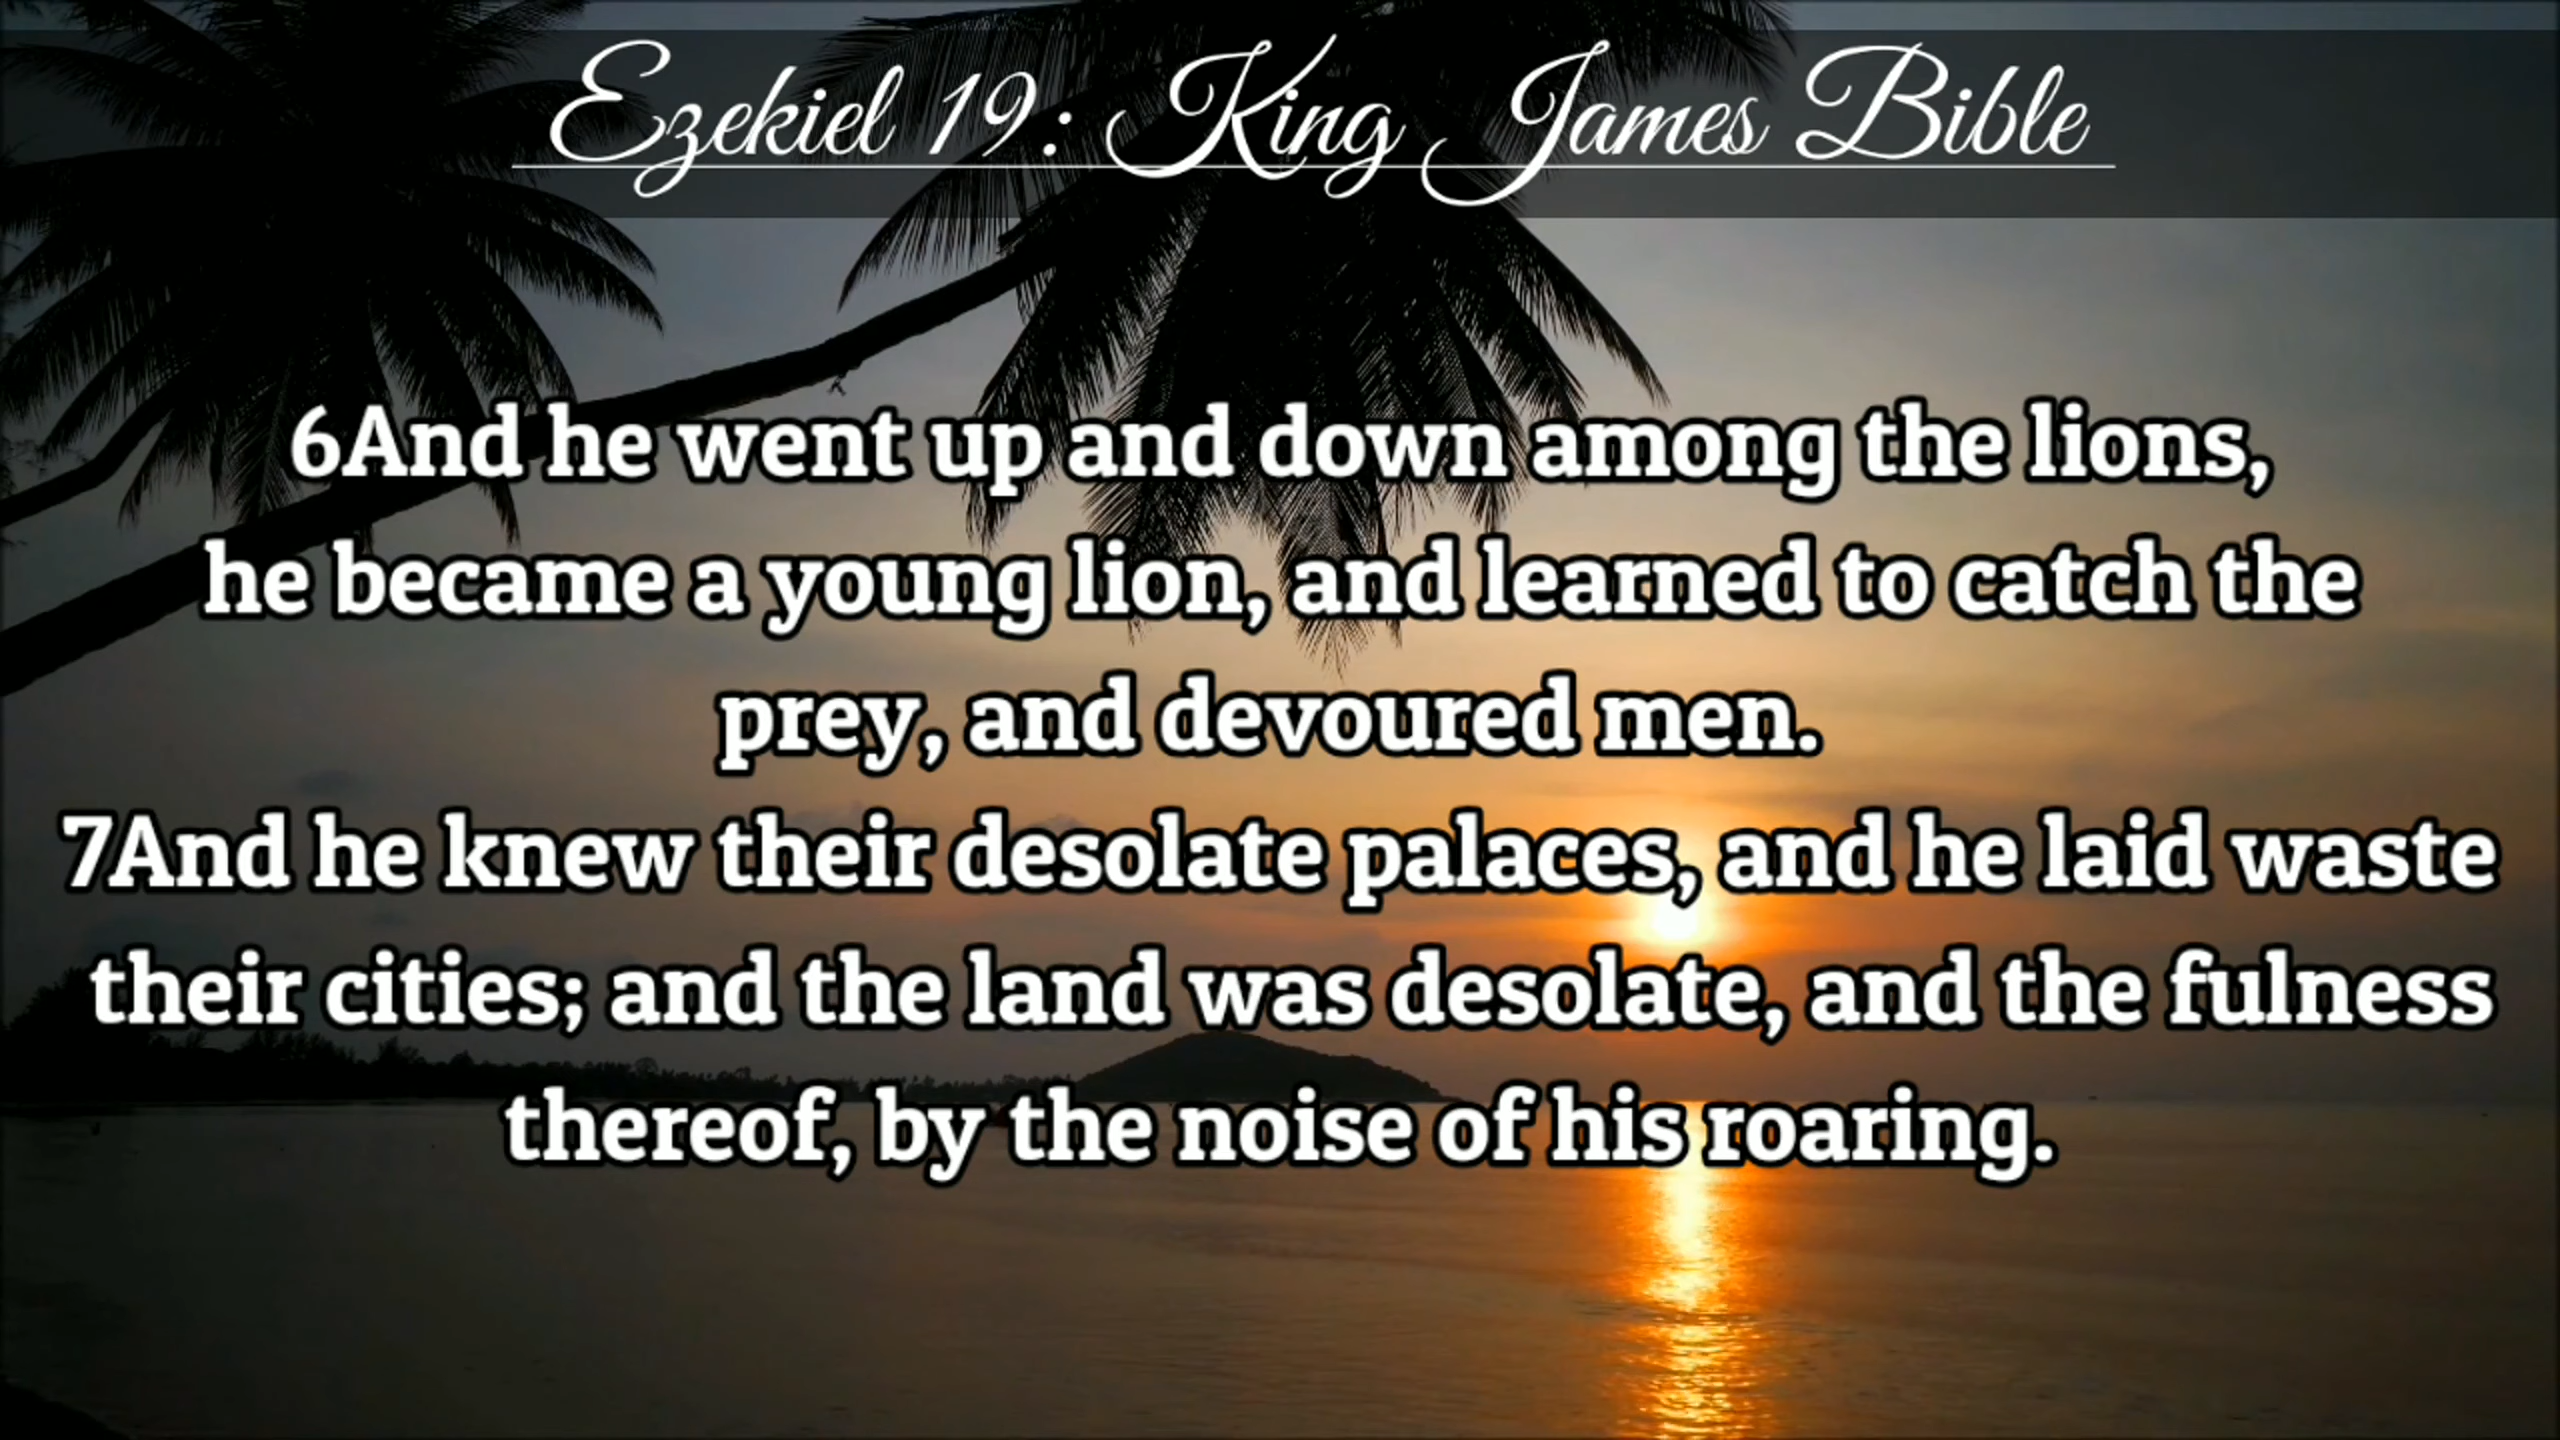 Ezekiel 19: King James Bible
6And he went up and down among the lions,
he became a young lion, and learned to catch the
prey, and devoured men.
7And he knew their desolate palaces, and he laid waste
their cities; and the land was desolate, and the fulness
thereof, by the noise of his roaring.